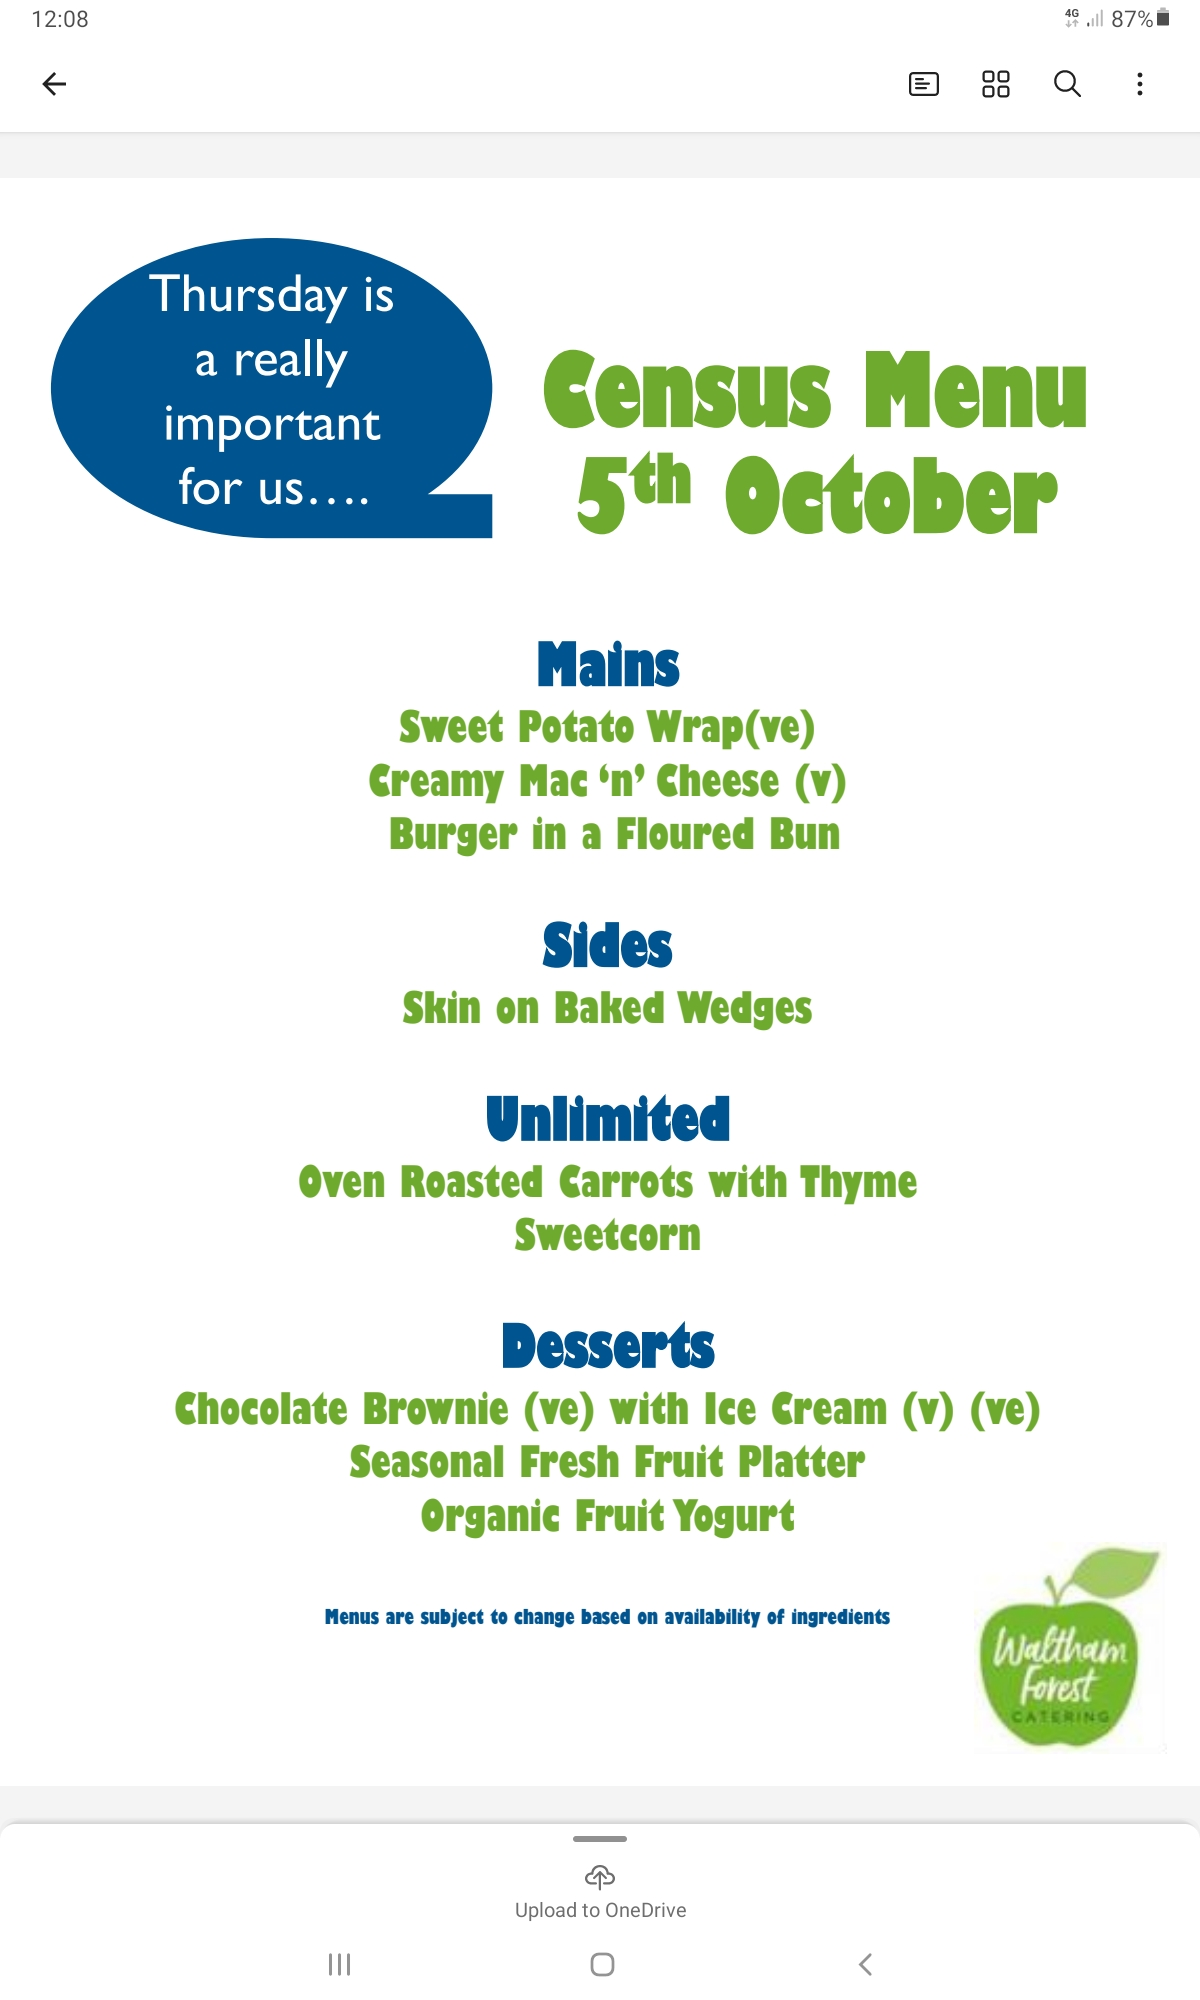 12:08
4G 87%
Thursday is
a really
important
for us....
Census Menu
5th October
Mains
Sweet Potato Wrap(ve)
Creamy Mac ‘n’ Cheese (v)
Burger in a Floured Bun
Sides
Skin on Baked Wedges
Unlimited
Oven Roasted Carrots with Thyme
Sweetcorn
Desserts
Chocolate Brownie (ve) with Ice Cream (v) (ve)
Seasonal Fresh Fruit Platter
Organic Fruit Yogurt
Menus are subject to change based on availability of ingredients
Waltham
Forest
CATERING
Upload to OneDrive